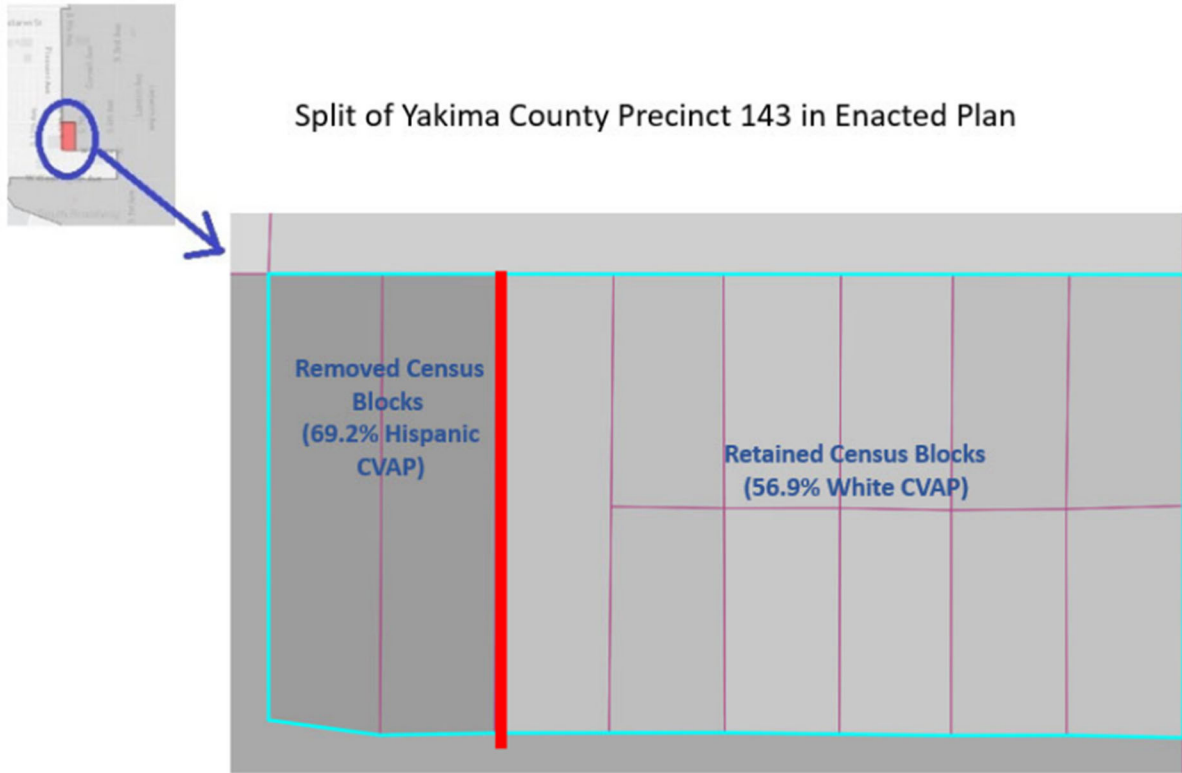 Split of Yakima County Precinct 143 in Enacted Plan
Removed Census
Blocks
(69.2% Hispanic
CVAP)
Retained Census Blocks
(56.9% White CVAP)